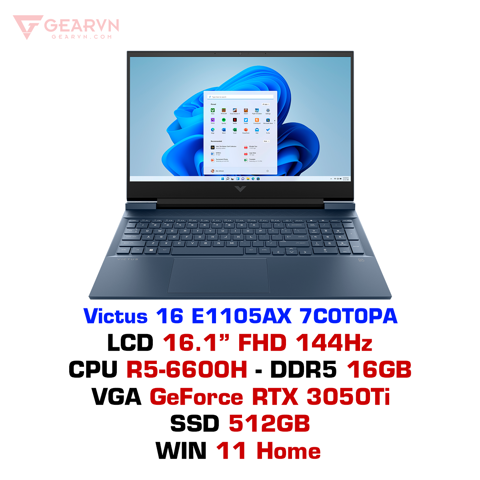 GEARVN
GEARVN.COM
Victus 16 E1105AX 7C0T0PA
LCD 16.1” FHD 144Hz
CPU R5-6600H - DDR5 16GB
VGA GeForce RTX 3050Ti
SSD 512GB
WIN 11 Home